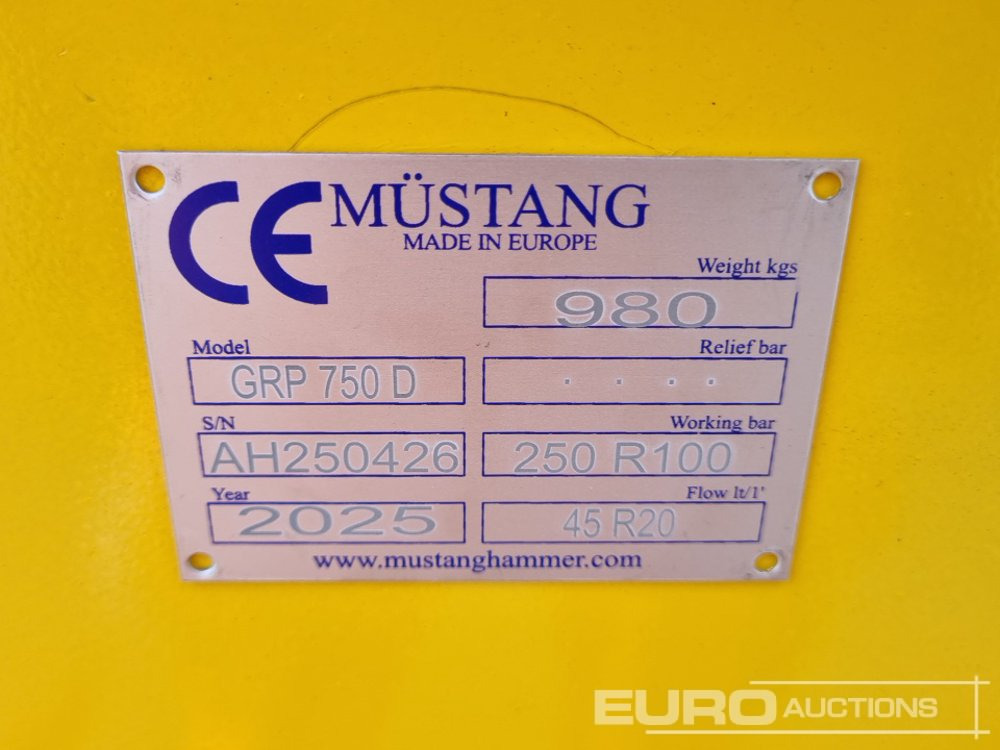 CE MÜSTANG
MADE IN EUROPE
Weight kgs
980
Model
GRP 750 D
Relief bar
. . . .
S/N
AH250426
Working bar
250 R100
Year
2025
Flow lt/1'
45 R20
www.mustanghammer.com
EURO AUCTIONS